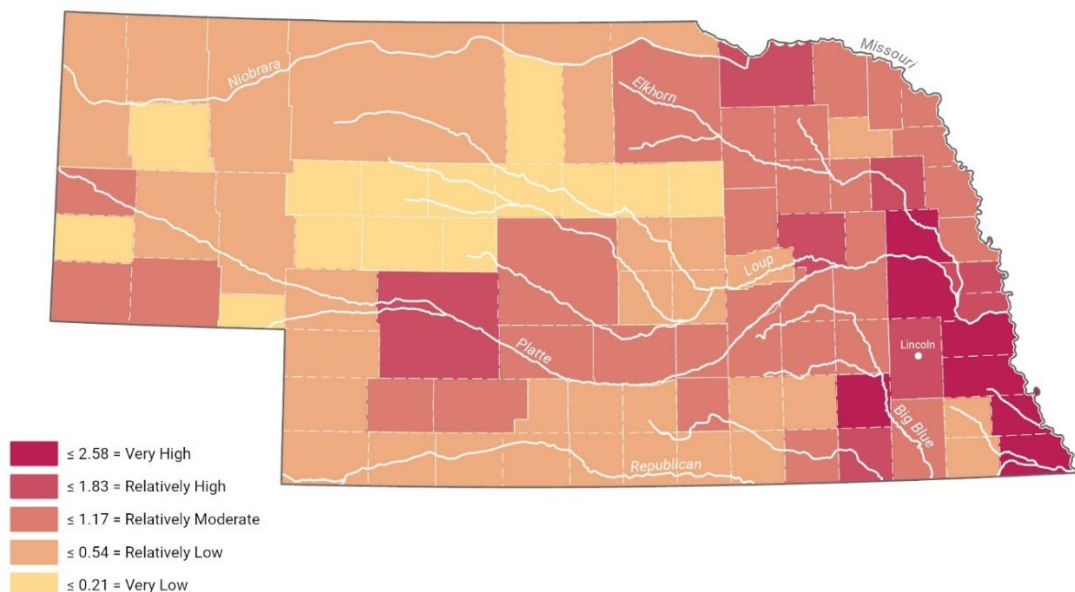 Missouri
Niobrara
Elkhorn
Loup
Platte
Lincoln
Big Blue
Republican
≤ 2.58 = Very High
≤ 1.83 = Relatively High
≤ 1.17 = Relatively Moderate
≤ 0.54 = Relatively Low
≤ 0.21 = Very Low